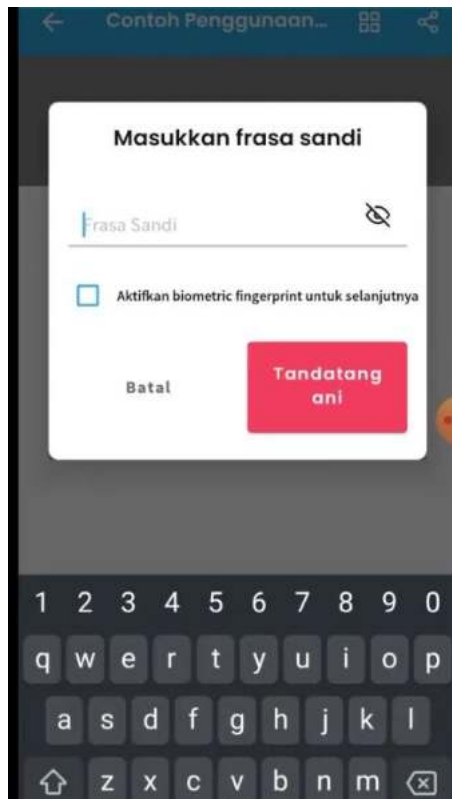 Contoh Penggunaan...
Masukkan frasa sandi
Frasa Sandi
Aktifkan biometric fingerprint untuk selanjutnya
Batal
Tandatang
ani
1 2 3 4 5 6 7 8 9 0
q w e r t y u i o p
a s d f g h j k l
z x c v b n m